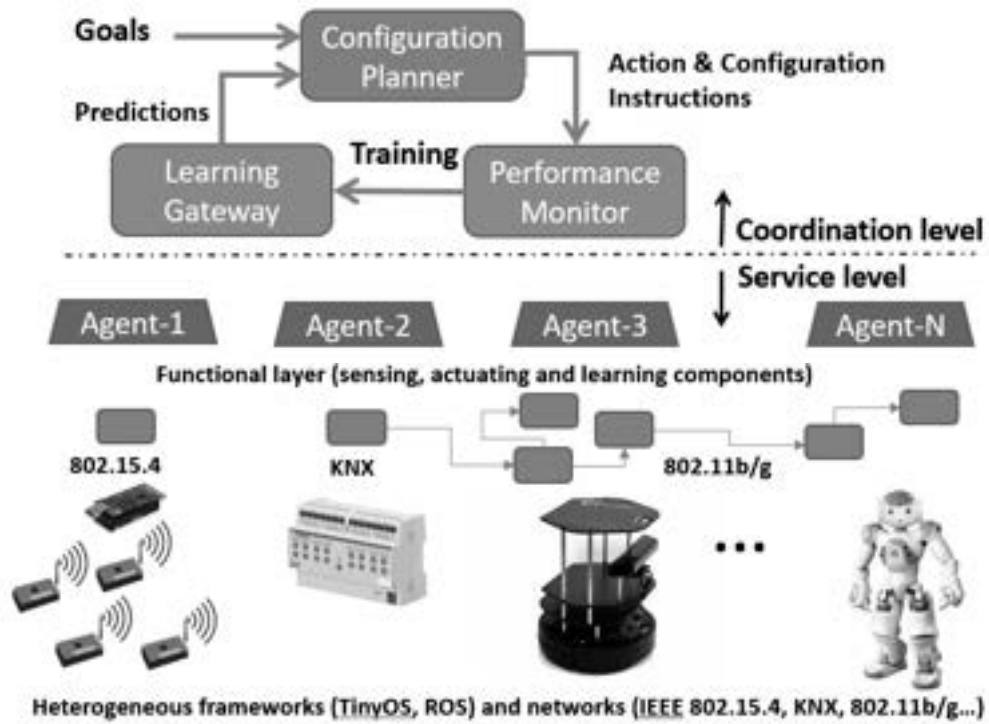 Goals
Configuration
Planner
Action & Configuration
Instructions
Predictions
Training
Learning
Gateway
Performance
Monitor
Coordination level
Service level
Agent-1
Agent-2
Agent-3
Agent-N
Functional layer (sensing, actuating and learning components)
802.15.4
KNX
802.11b/g
...
Heterogeneous frameworks (TinyOS, ROS) and networks (IEEE 802.15.4, KNX, 802.11b/g...)